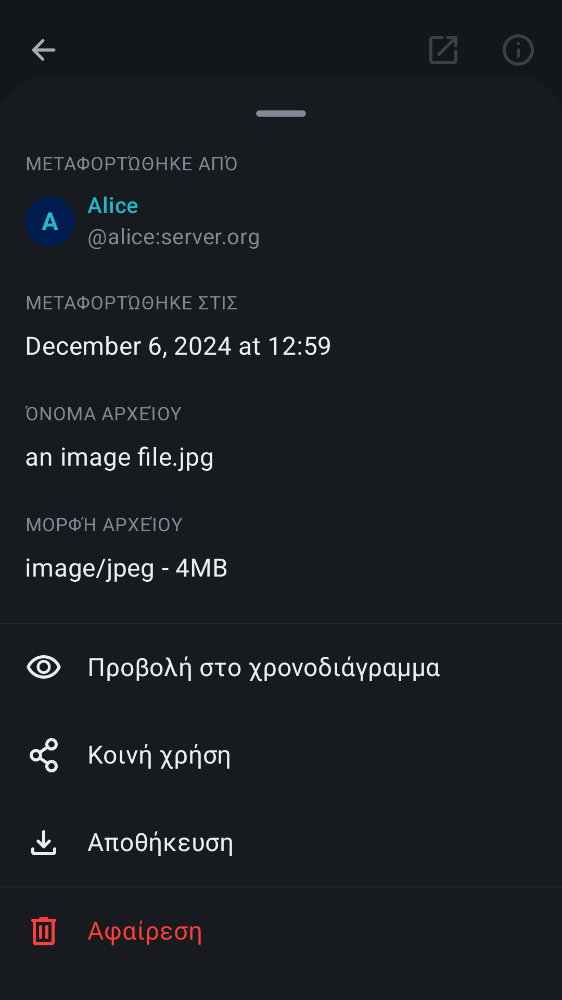 ΜΕΤΑΦΟΡΤΏΘΗΚΕ ΑΠΌ
A
Alice
@alice:server.org
ΜΕΤΑΦΟΡΤΏΘΗΚΕ ΣΤΙΣ
December 6, 2024 at 12:59
ΌΝΟΜΑ ΑΡΧΕΊΟΥ
an image file.jpg
ΜΟΡΦΉ ΑΡΧΕΊΟΥ
image/jpeg - 4MB
Προβολή στο χρονοδιάγραμμα
Κοινή χρήση
Αποθήκευση
Αφαίρεση